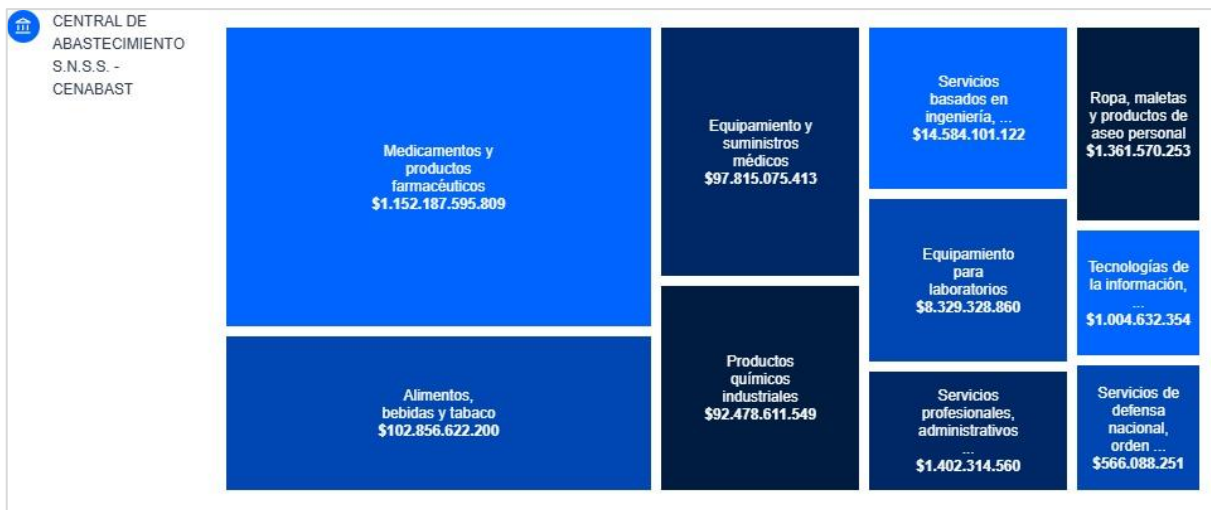 CENTRAL DE
ABASTECIMIENTO
S.N.S.S. -
CENABAST
Medicamentos y
productos
farmacéuticos
$1.152.187.595.809
Alimentos,
bebidas y tabaco
$102.856.622.200
Equipamiento y
suministros
médicos
$97.815.075.413
Productos
químicos
industriales
$92.478.611.549
Servicios
basados en
ingeniería, ...
$14.584.101.122
Equipamiento
para
laboratorios
$8.329.328.860
Servicios
profesionales,
administrativos
...
$1.402.314.560
Ropa, maletas
y productos de
aseo personal
$1.361.570.253
Tecnologías de
la información,
...
$1.004.632.354
Servicios de
defensa
nacional,
orden ...
$566.088.251